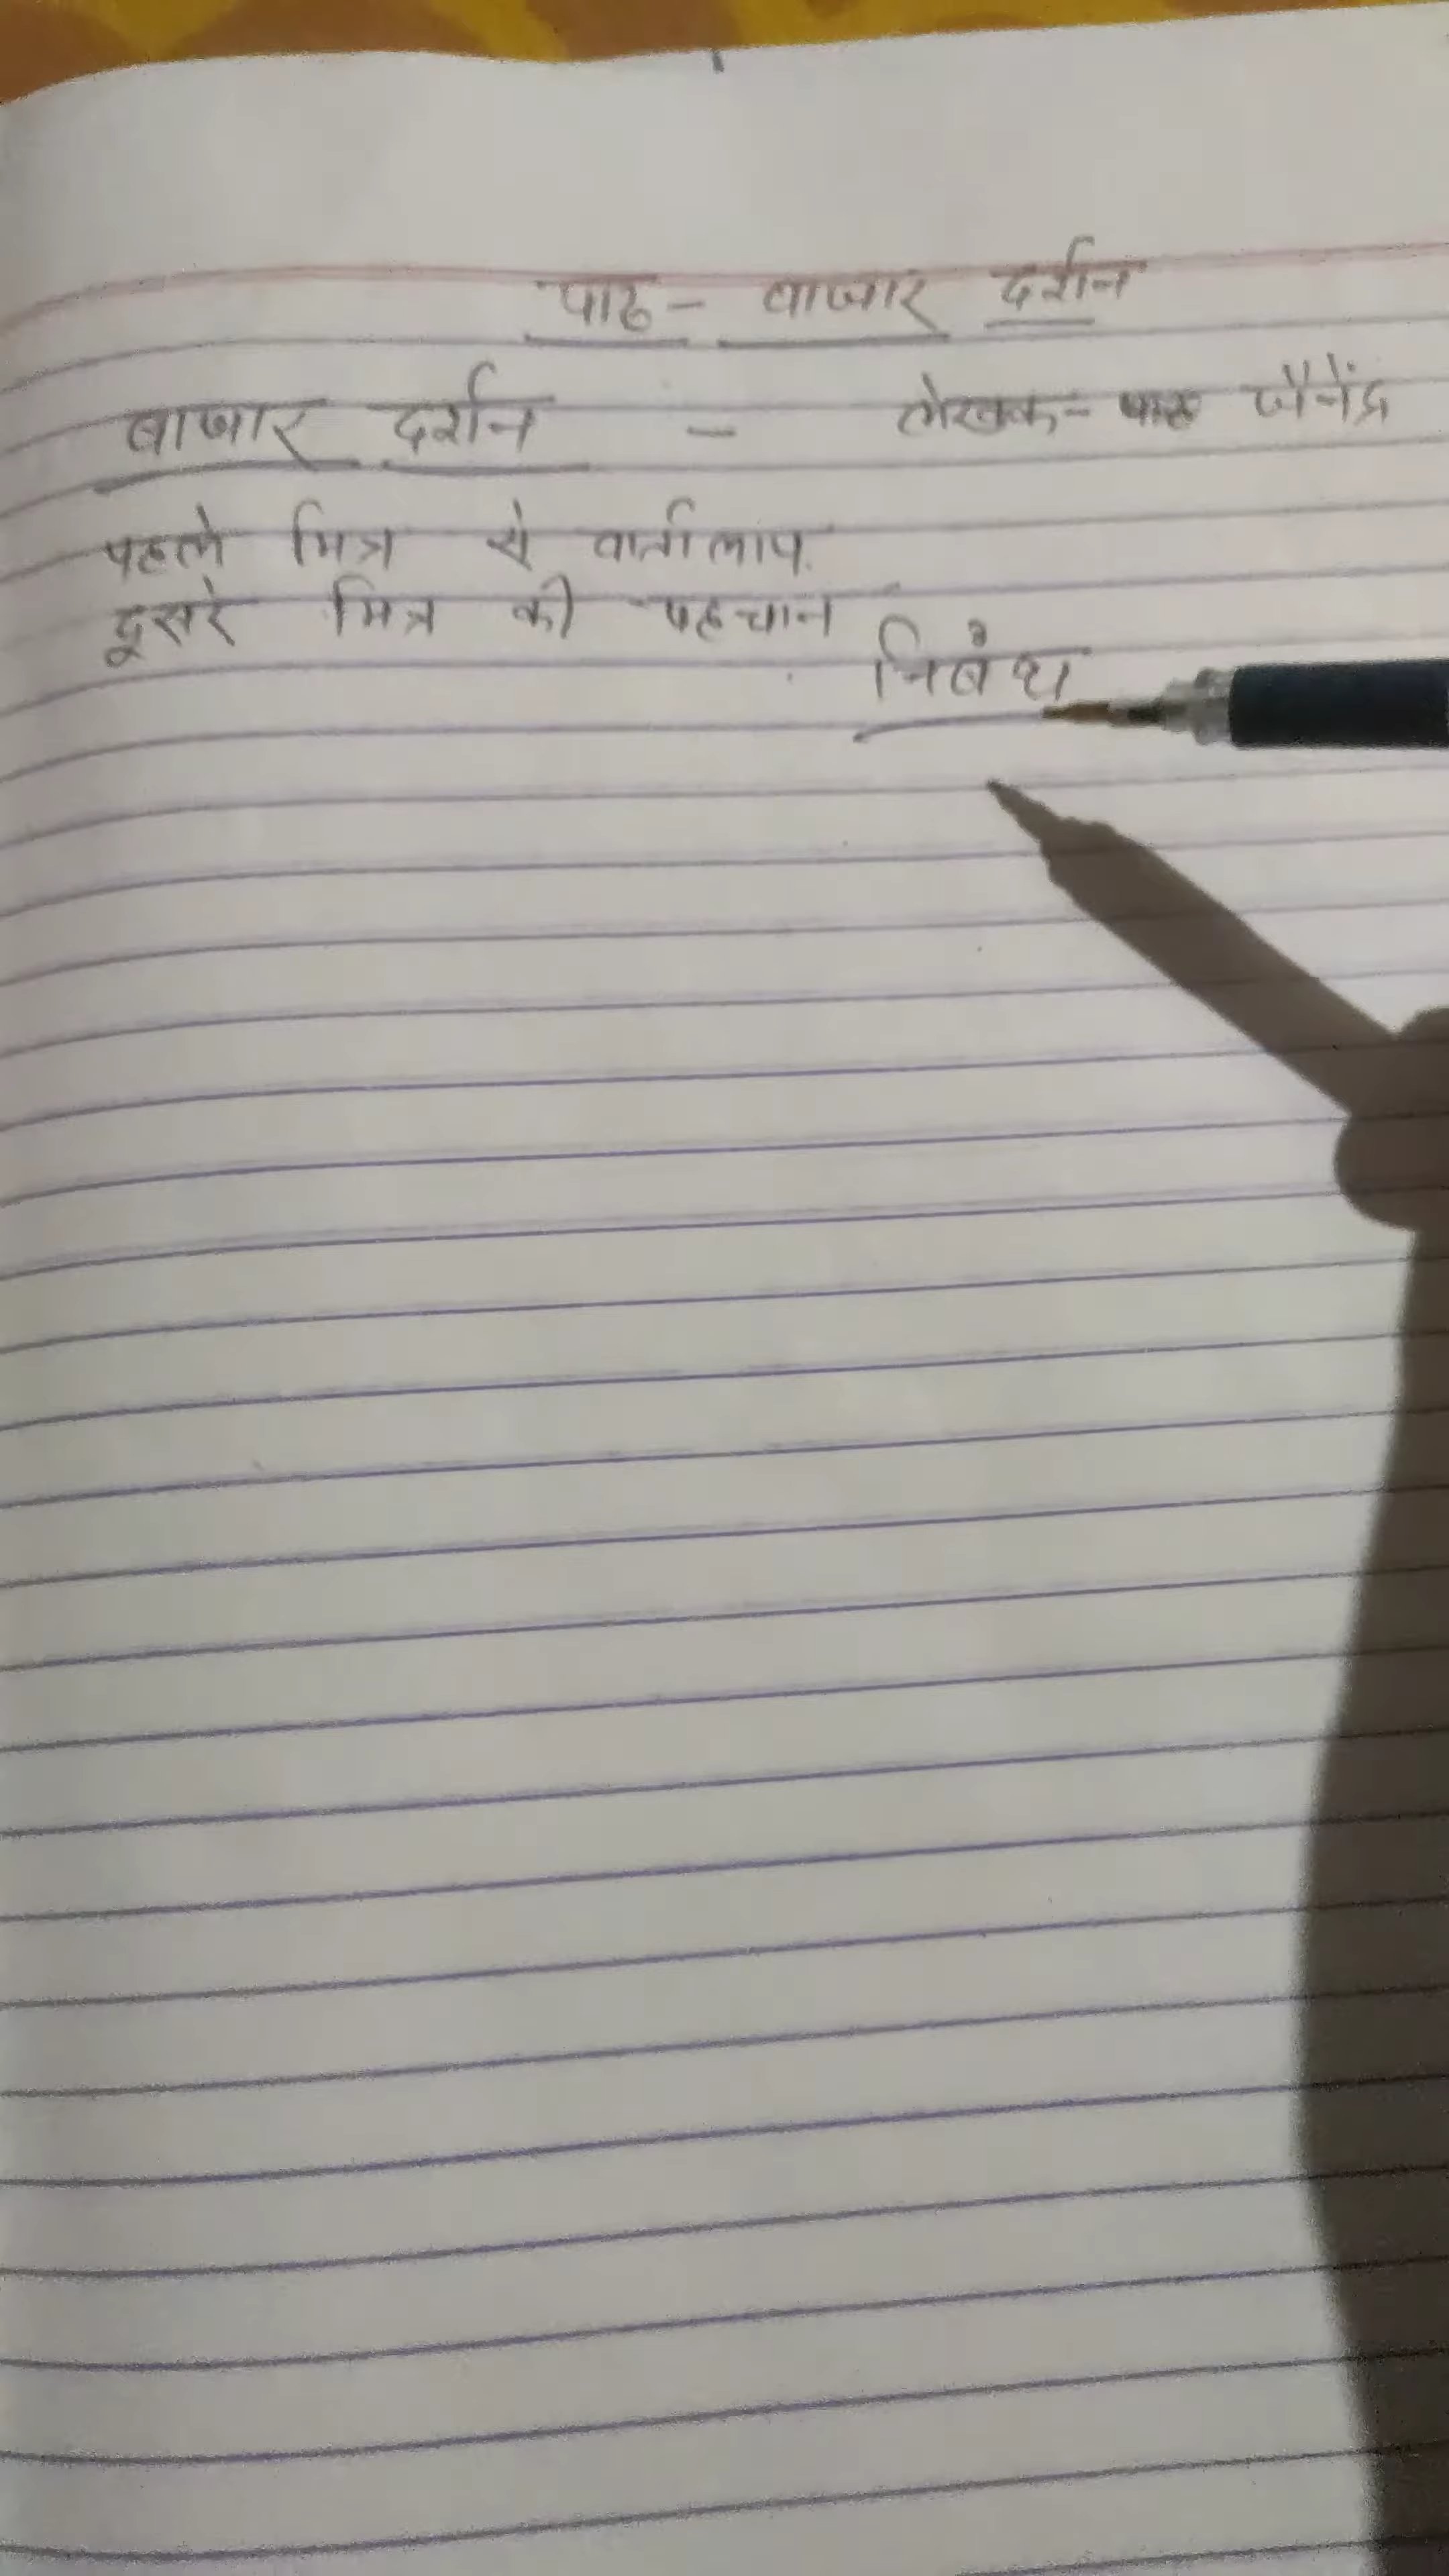 पाठ - बाजार दर्शन
बाजार दर्शन - लेखक - जैनेंद्र
पहले मित्र से वार्तालाप.
दूसरे मित्र की पहचान
निबंध